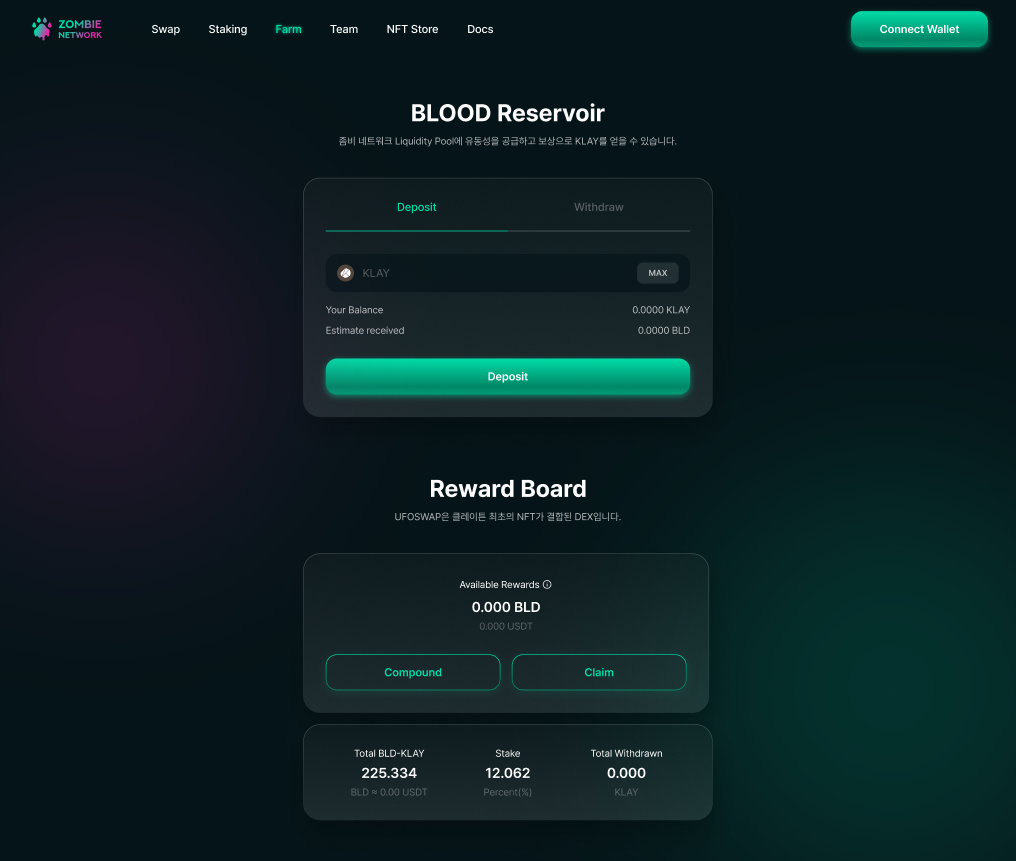 ZOMBIE
NETWORK
Swap Staking Farm Team NFT Store Docs Connect Wallet
BLOOD Reservoir
좀비 네트워크 Liquidity Pool에 유동성을 공급하고 보상으로 KLAY를 얻을 수 있습니다.
Deposit Withdraw
KLAY MAX
Your Balance 0.0000 KLAY
Estimate received 0.0000 BLD
Deposit
Reward Board
UFOSWAP은 클레이튼 최초의 NFT가 결합된 DEX입니다.
Available Rewards
0.000 BLD
0.000 USDT
Compound Claim
Total BLD-KLAY Stake Total Withdrawn
225.334 12.062 0.000
BLD ≈ 0.00 USDT Percent(%) KLAY